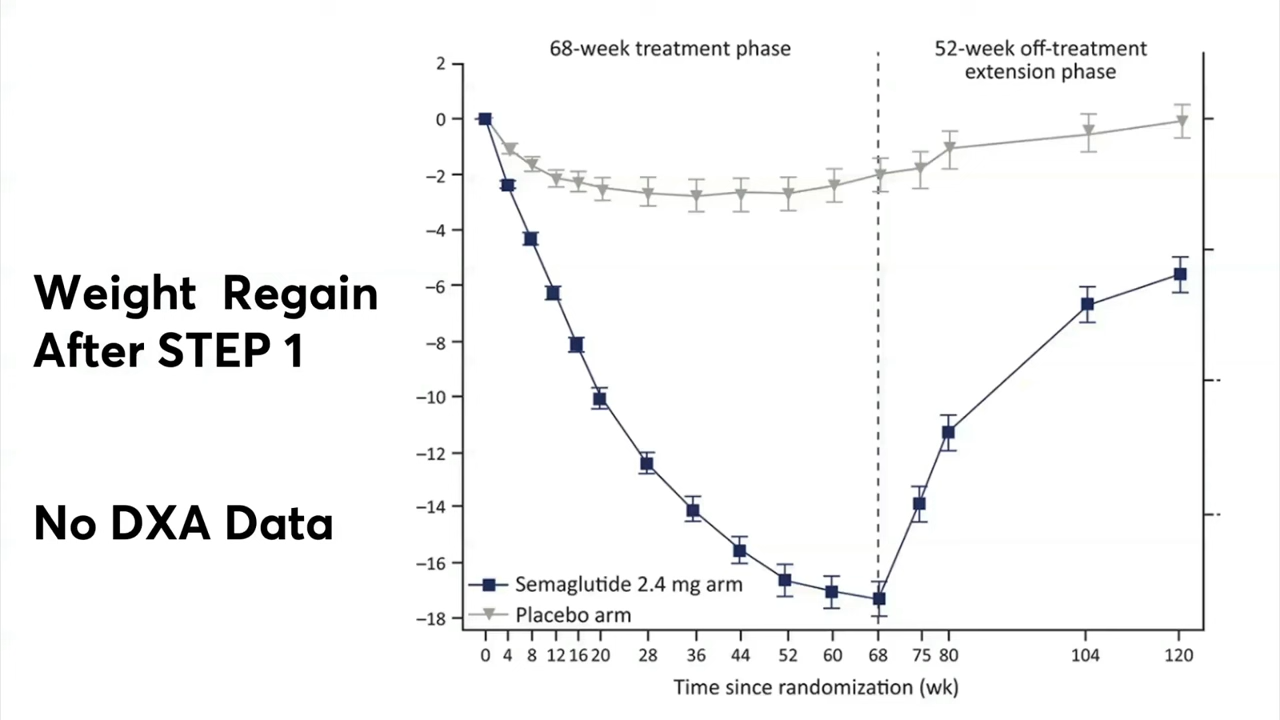 Weight Regain
After STEP 1
No DXA Data
68-week treatment phase
52-week off-treatment
extension phase
2
0
−2
−4
−6
−8
−10
−12
−14
−16
−18
Semaglutide 2.4 mg arm
Placebo arm
0 4 8 12 16 20 28 36 44 52 60 68 75 80 104 120
Time since randomization (wk)